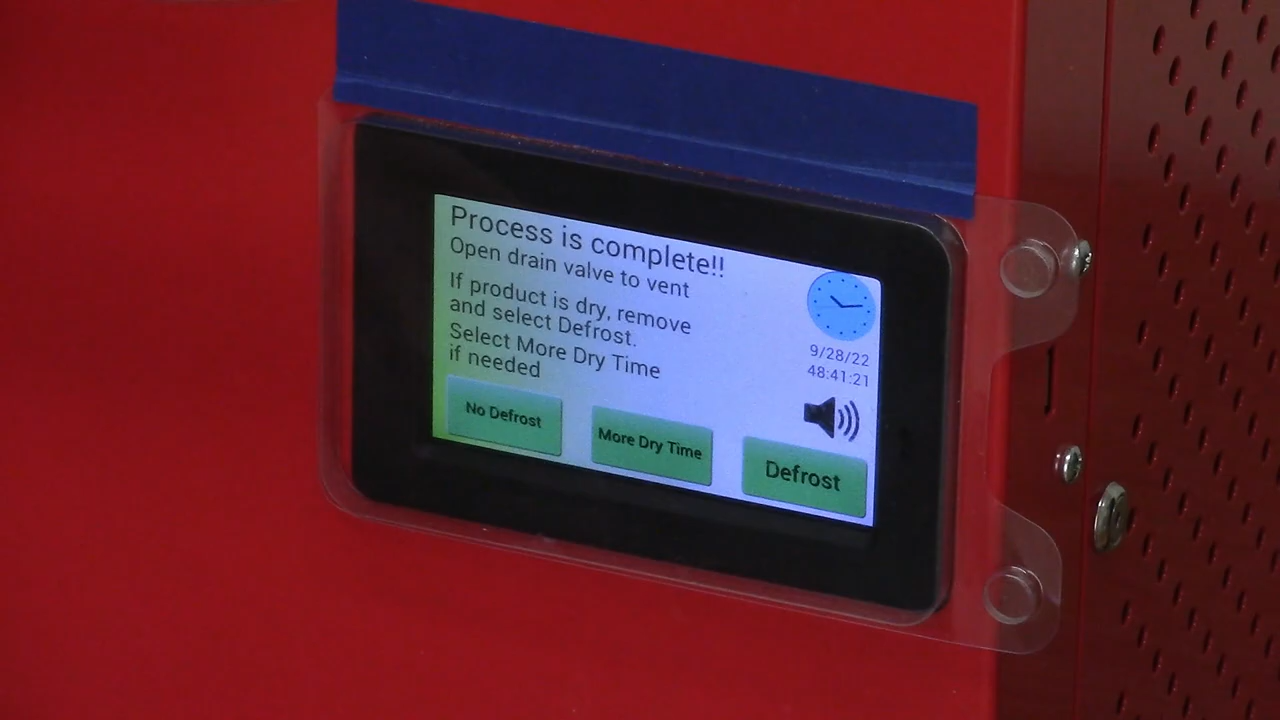 Process is complete!!
Open drain valve to vent
If product is dry, remove
and select Defrost.
Select More Dry Time
if needed
9/28/22
48:41:21
No Defrost
More Dry Time
Defrost